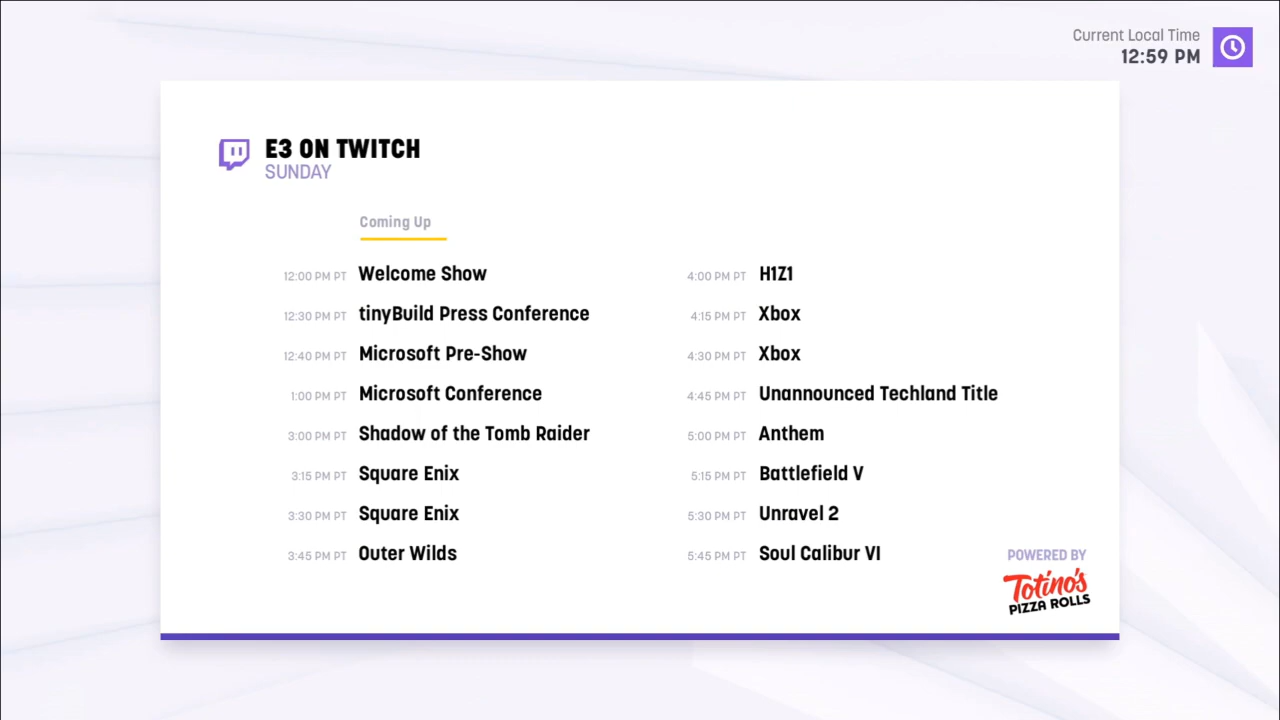 Current Local Time
12:59 PM
E3 ON TWITCH
SUNDAY
Coming Up
12:00 PM PT Welcome Show
12:30 PM PT tinyBuild Press Conference
12:40 PM PT Microsoft Pre-Show
1:00 PM PT Microsoft Conference
3:00 PM PT Shadow of the Tomb Raider
3:15 PM PT Square Enix
3:30 PM PT Square Enix
3:45 PM PT Outer Wilds
4:00 PM PT H1Z1
4:15 PM PT Xbox
4:30 PM PT Xbox
4:45 PM PT Unannounced Techland Title
5:00 PM PT Anthem
5:15 PM PT Battlefield V
5:30 PM PT Unravel 2
5:45 PM PT Soul Calibur VI
POWERED BY
Totino's
PIZZA ROLLS